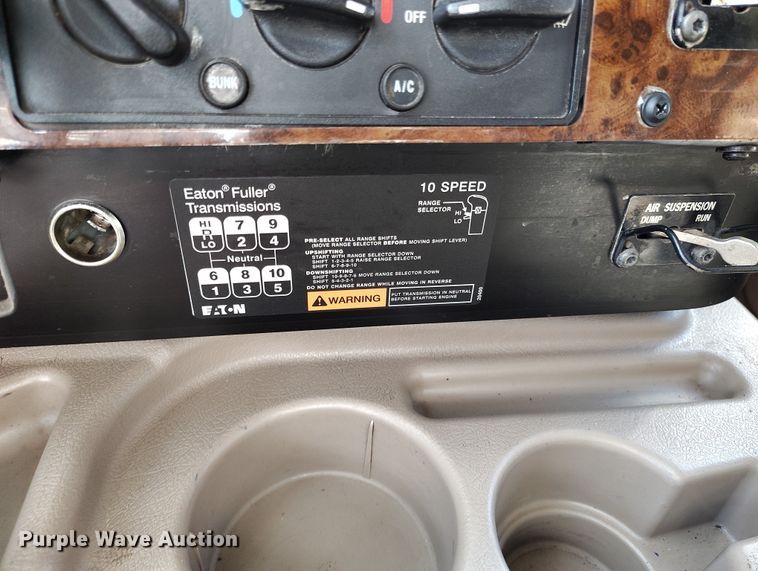 OFF
BUNK
A/C
Eaton® Fuller®
Transmissions
10 SPEED
RANGE
SELECTOR
HI
LO
HI
R
LO
7
2
9
4
Neutral
6
1
8
3
10
5
PRE-SELECT ALL RANGE SHIFTS
(MOVE RANGE SELECTOR BEFORE MOVING SHIFT LEVER)
UPSHIFTING
START WITH RANGE SELECTOR DOWN
SHIFT 1-2-3-4-5 RAISE RANGE SELECTOR
SHIFT 6-7-8-9-10
DOWNSHIFTING
SHIFT 10-9-8-7-6 MOVE RANGE SELECTOR DOWN
SHIFT 5-4-3-2-1
DO NOT CHANGE RANGE WHILE MOVING IN REVERSE
WARNING
PUT TRANSMISSION IN NEUTRAL
BEFORE STARTING ENGINE
EATON
AIR SUSPENSION
DUMP RUN
Purple Wave Auction
Purple Wave Auction